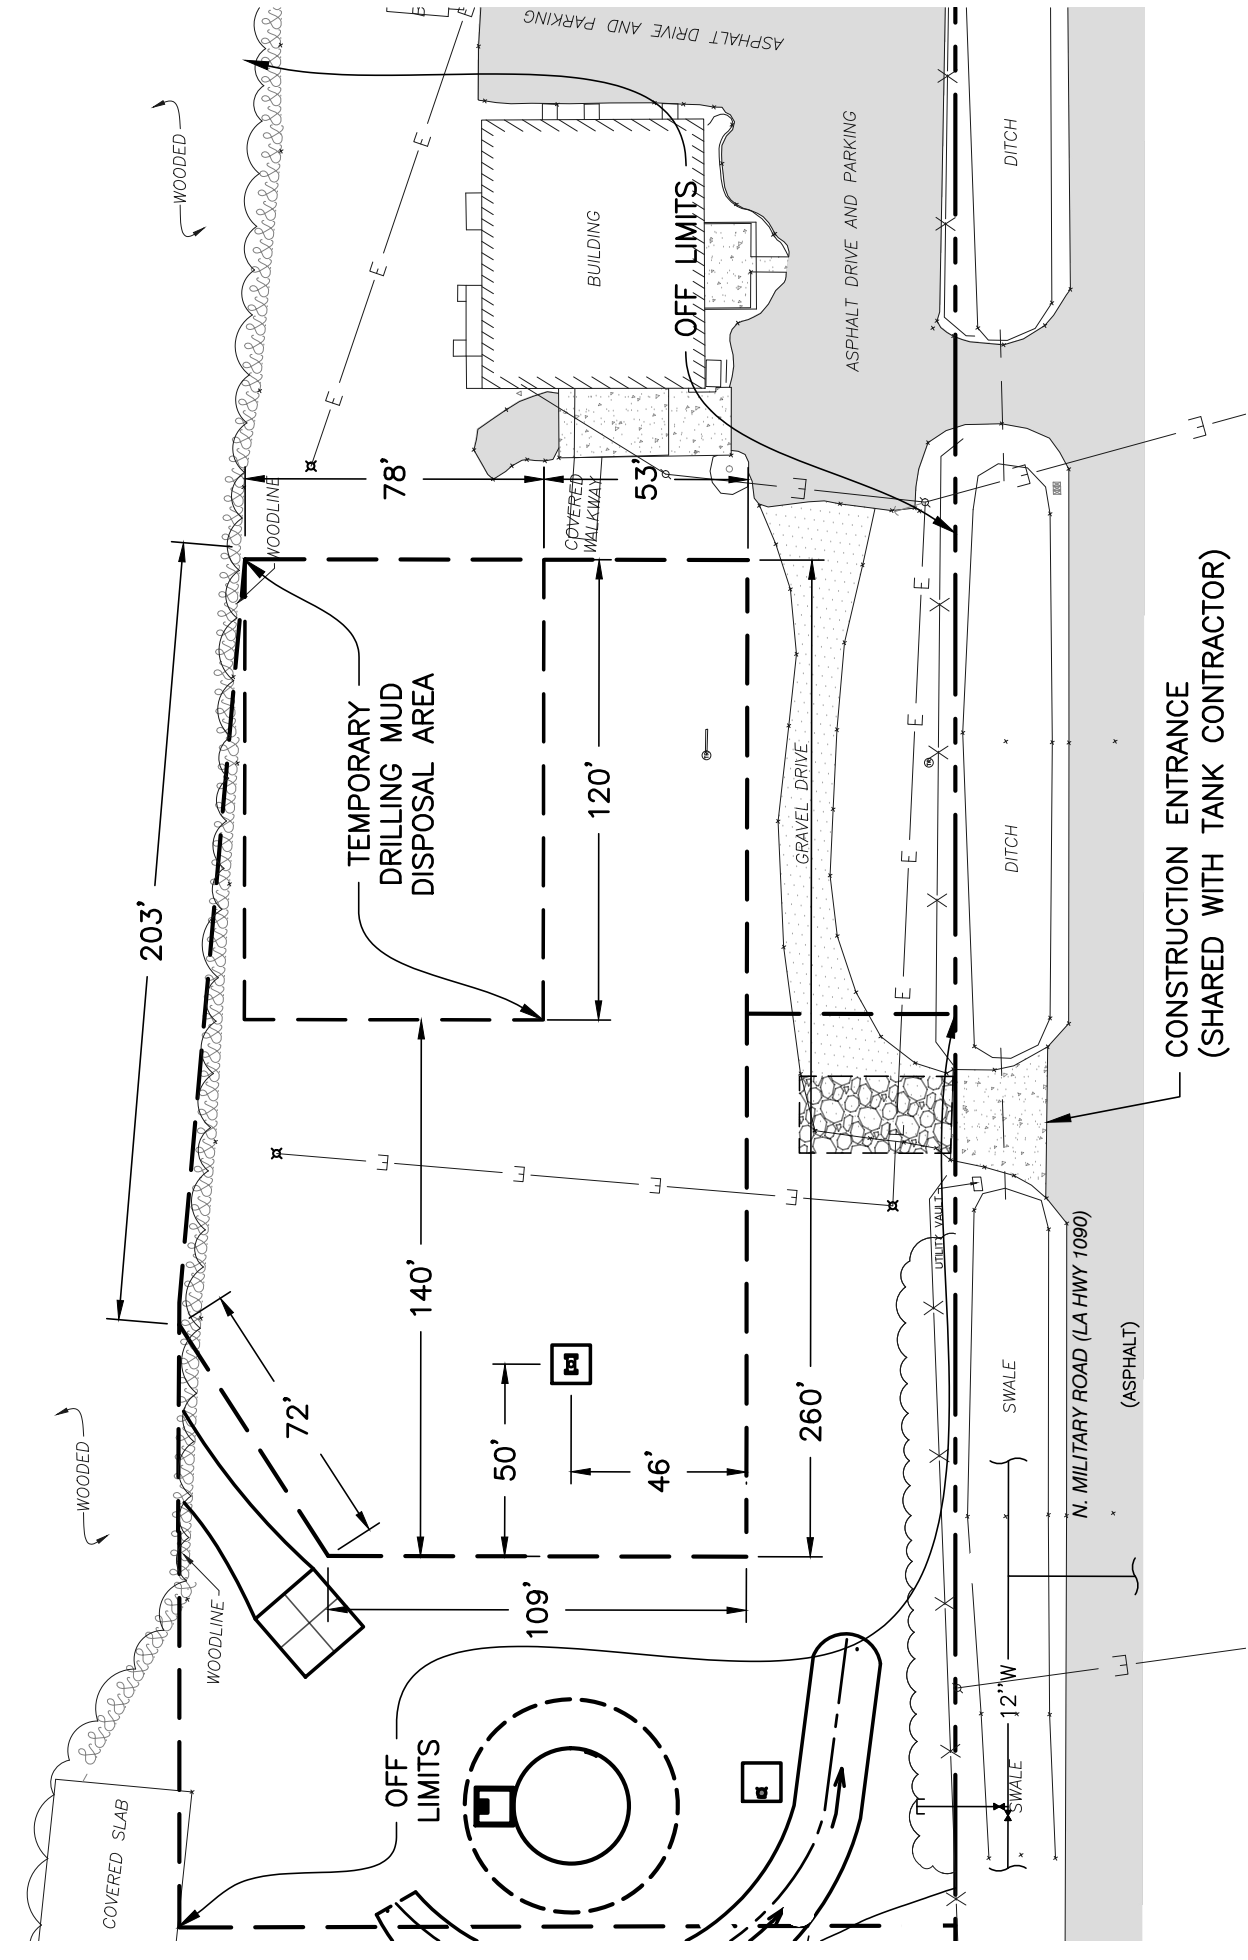 ASPHALT DRIVE AND PARKING
WOODED
E
E
E
E
BUILDING
OFF LIMITS
ASPHALT DRIVE AND PARKING
DITCH
78'
53'
WOODLINE
COVERED
WALKWAY
E
E
E
E
E
E
E
203'
TEMPORARY
DRILLING MUD
DISPOSAL AREA
120'
GRAVEL DRIVE
DITCH
CONSTRUCTION ENTRANCE
(SHARED WITH TANK CONTRACTOR)
E
E
E
E
E
UTILITY VAULT
140'
72'
50'
46'
260'
SWALE
N. MILITARY ROAD (LA HWY 1090)
(ASPHALT)
WOODED
WOODLINE
109'
OFF
LIMITS
12"W
E
SWALE
COVERED SLAB